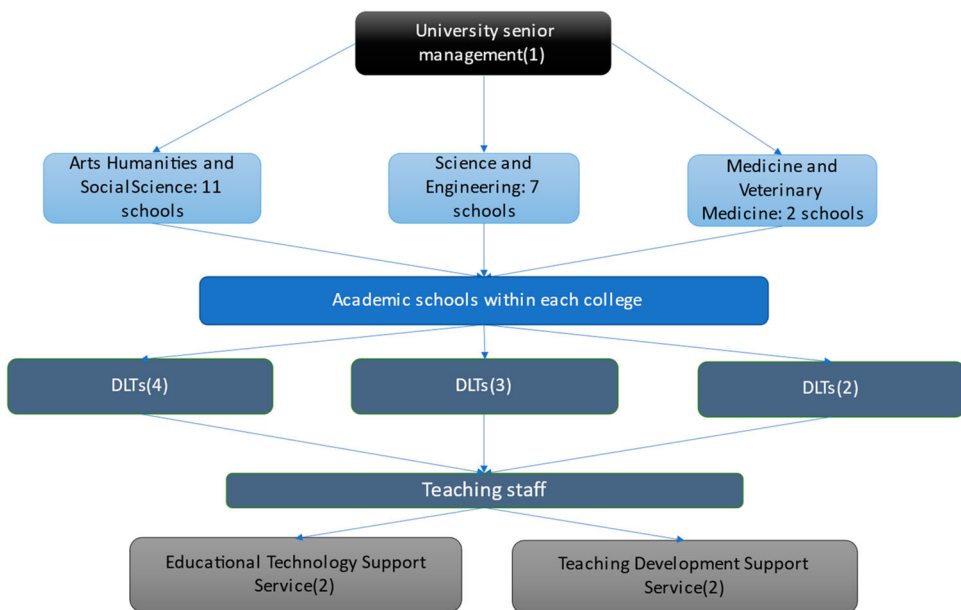 University senior
management(1)
Arts Humanities and
Social Science: 11
schools
Science and
Engineering: 7
schools
Medicine and
Veterinary
Medicine: 2 schools
Academic schools within each college
DLTs(4)
DLTs(3)
DLTs(2)
Teaching staff
Educational Technology Support
Service(2)
Teaching Development Support
Service(2)